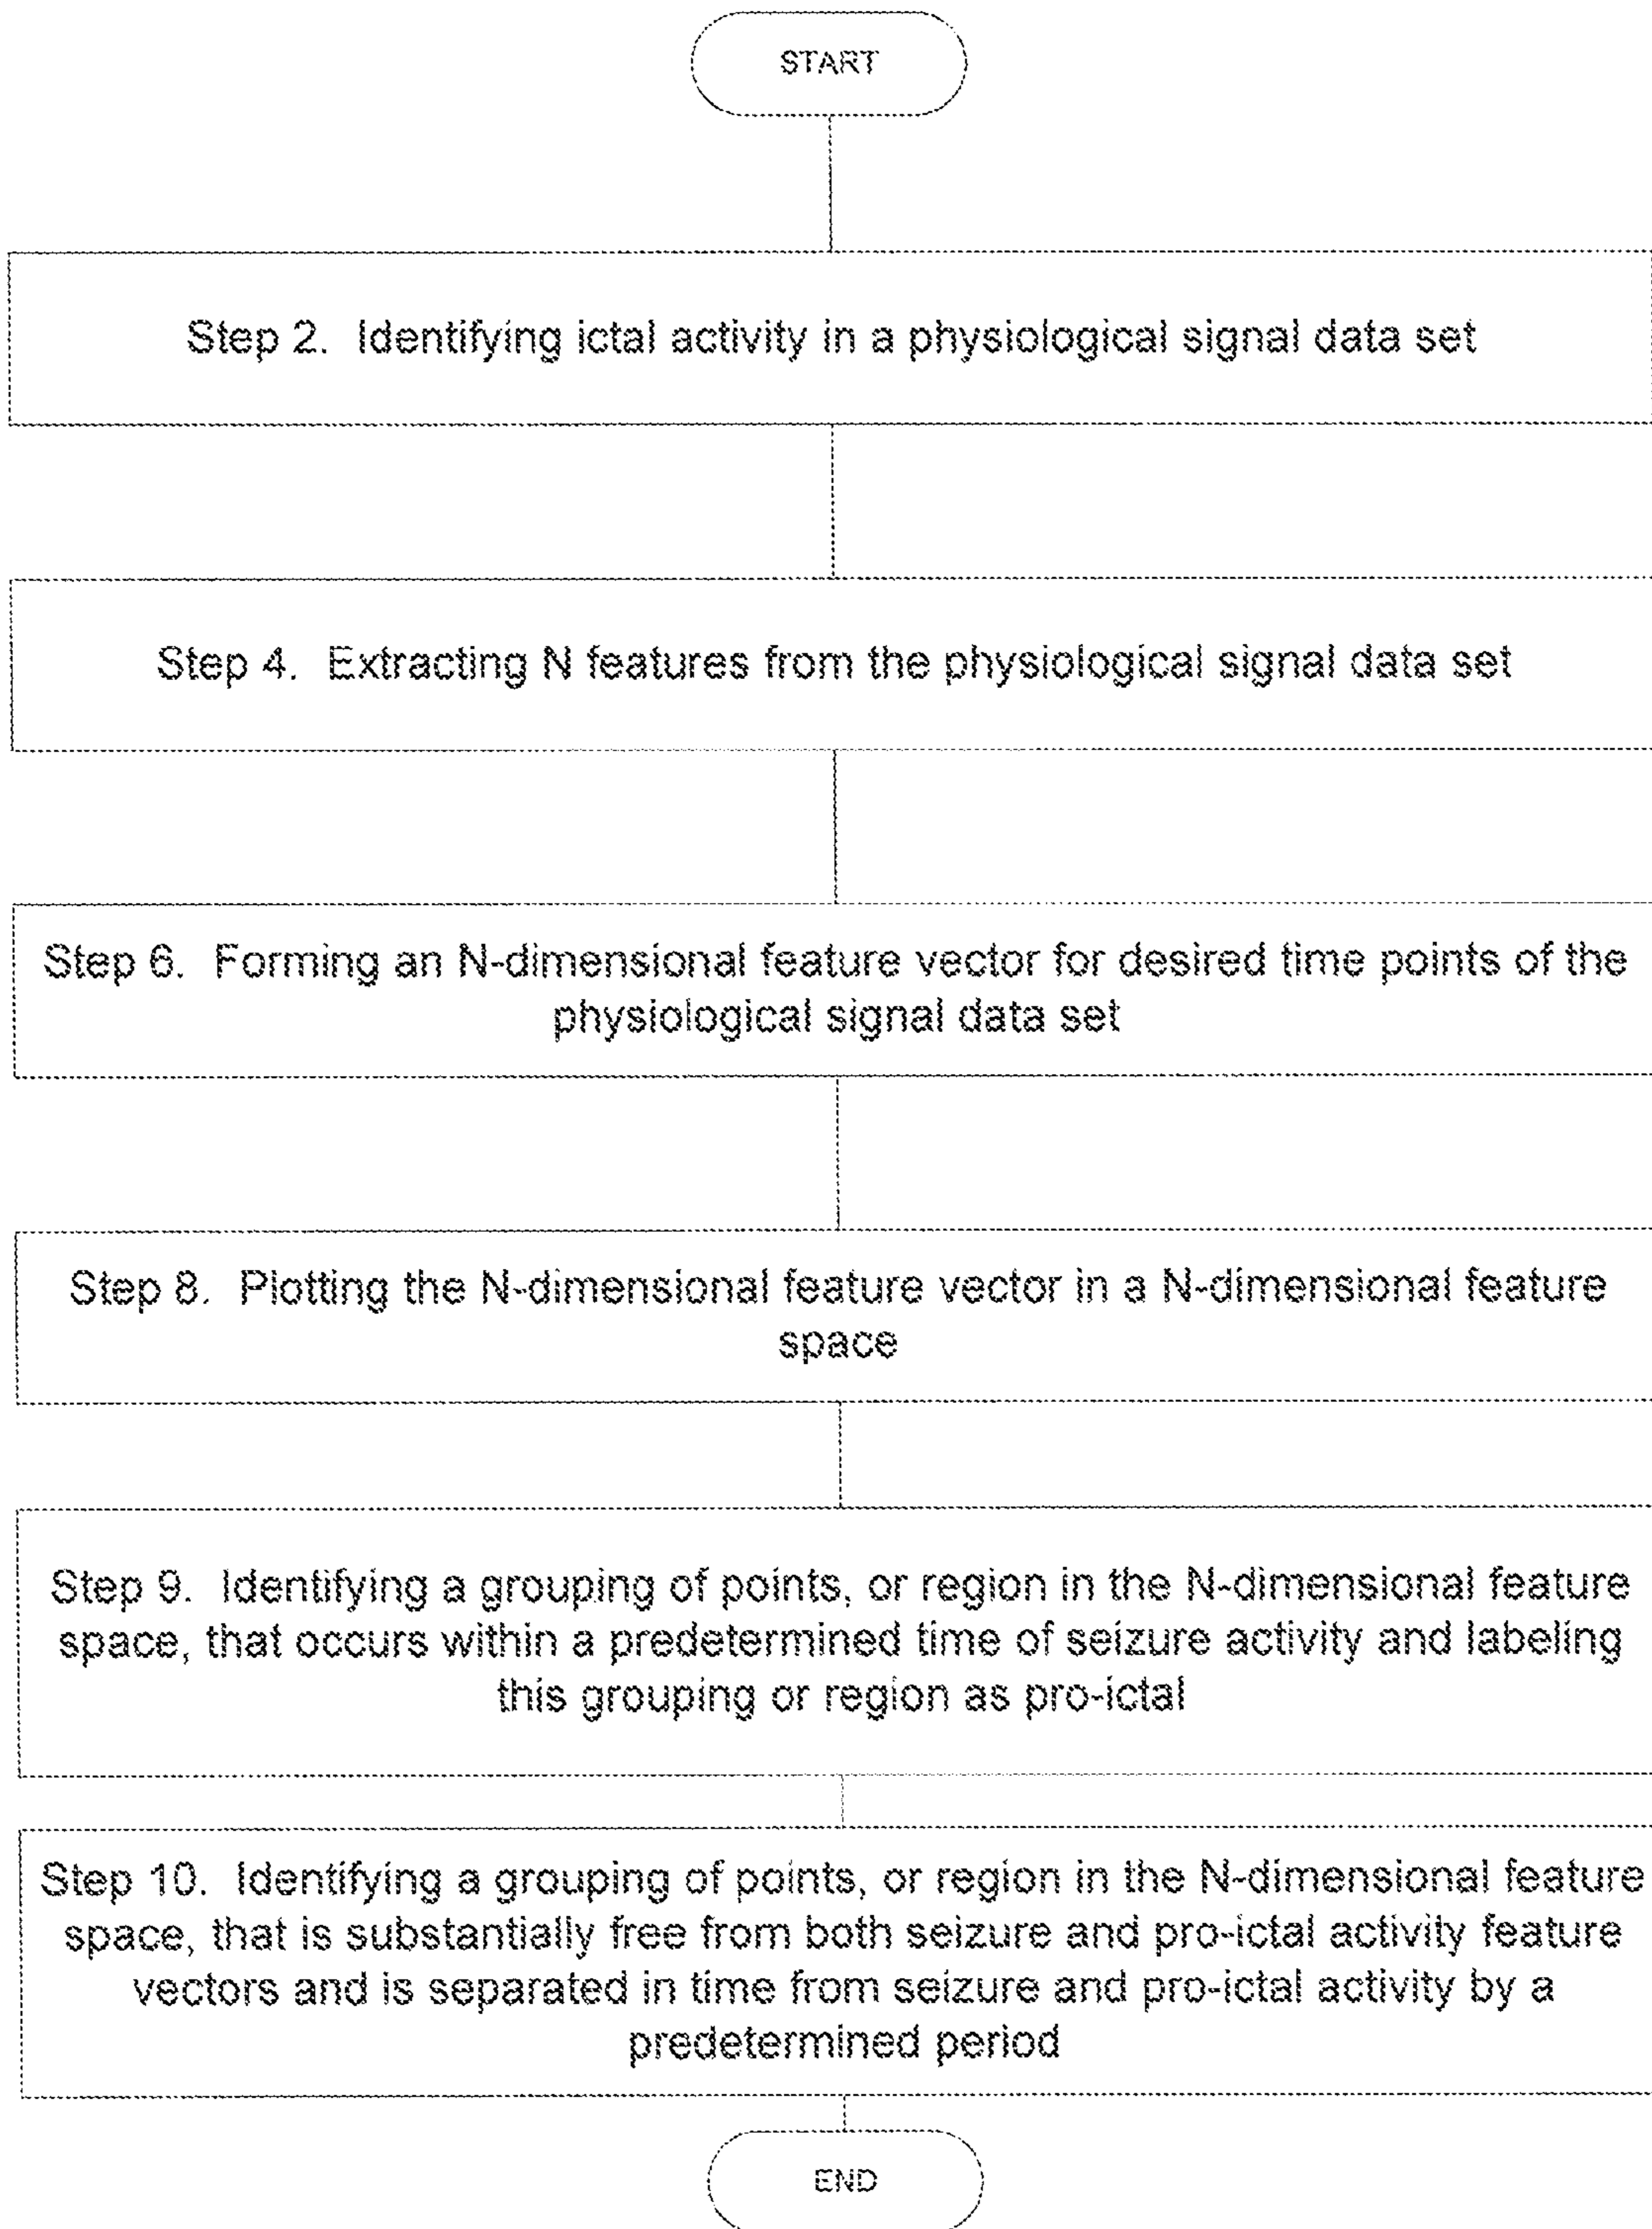 START
Step 2. Identifying ictal activity in a physiological signal data set
Step 4. Extracting N features from the physiological signal data set
Step 6. Forming an N-dimensional feature vector for desired time points of the
physiological signal data set
Step 8. Plotting the N-dimensional feature vector in a N-dimensional feature
space
Step 9. Identifying a grouping of points, or region in the N-dimensional feature
space, that occurs within a predetermined time of seizure activity and labeling
this grouping or region as pro-ictal
Step 10. Identifying a grouping of points, or region in the N-dimensional feature
space, that is substantially free from both seizure and pro-ictal activity feature
vectors and is separated in time from seizure and pro-ictal activity by a
predetermined period
END